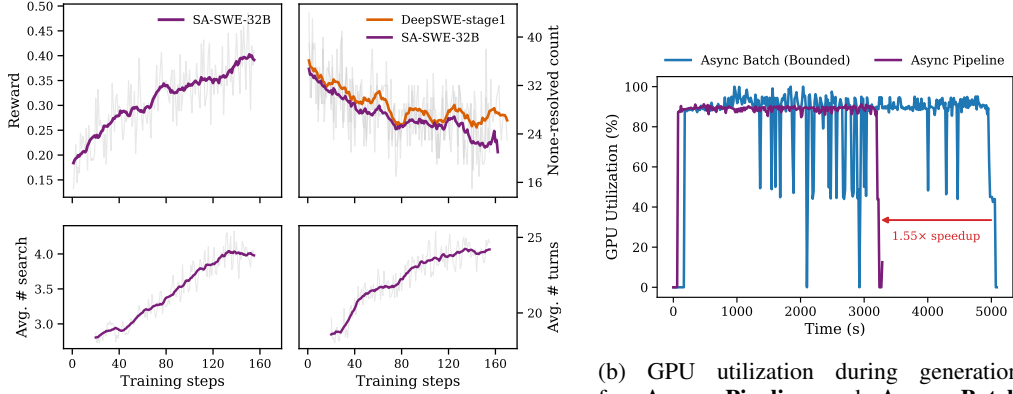 SA-SWE-32B
Reward
0.50
0.45
0.40
0.35
0.30
0.25
0.20
0.15
DeepSWE-stage1
SA-SWE-32B
40
32
24
16
None-resolved count
Avg. # search
4.0
3.0
0 40 80 120 160
Training steps
25
20
Avg. # turns
0 40 80 120 160
Training steps
Async Batch (Bounded) Async Pipeline
GPU Utilization (%)
100
80
60
40
20
0
1.55× speedup
0 1000 2000 3000 4000 5000
Time (s)
(b) GPU utilization during generation